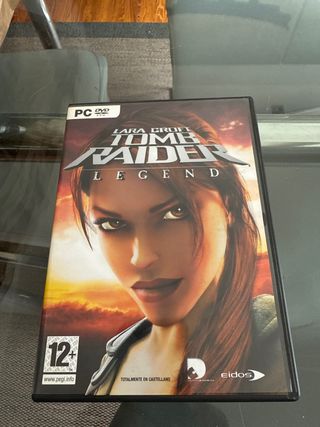 PC DVD
LARA CROFT
TOMB
RAIDER
LEGEND
12+
www.pegi.info
TOTALMENTE EN CASTELLANO
eidos